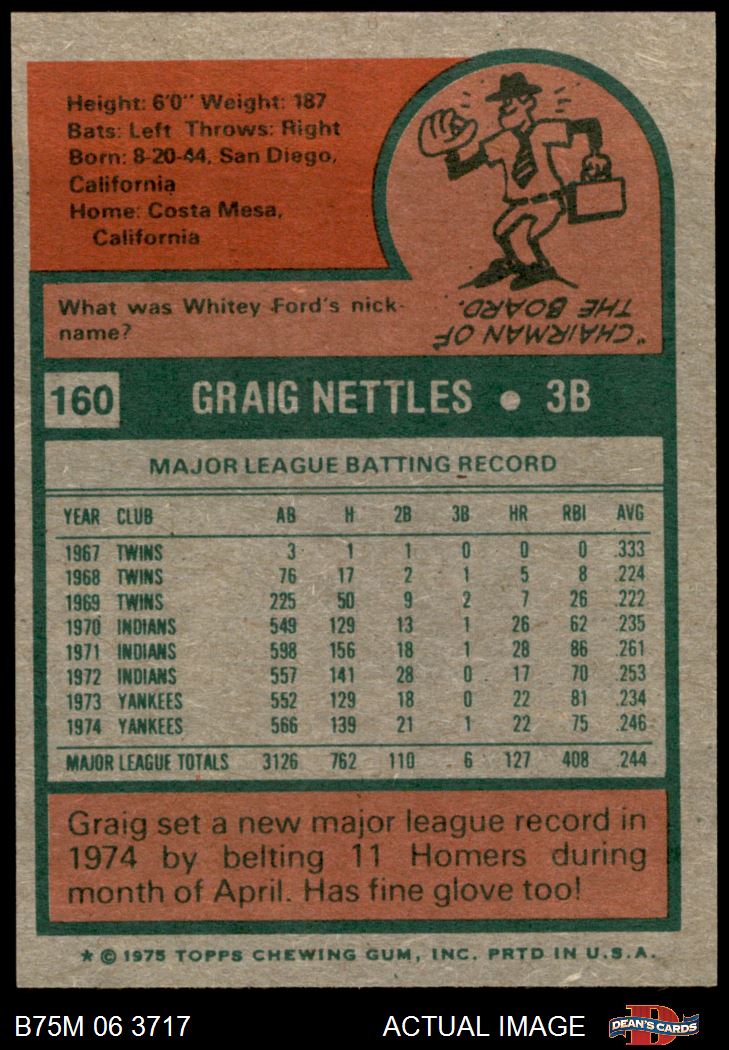 Height: 6'0" Weight: 187
Bats: Left Throws: Right
Born: 8-20-44, San Diego,
California
Home: Costa Mesa,
California
What was Whitey Ford's nick-
name?
"CHAIRMAN OF
THE BOARD."
160 GRAIG NETTLES • 3B
MAJOR LEAGUE BATTING RECORD
YEAR CLUB AB H 2B 3B HR RBI AVG
1967 TWINS 3 1 1 0 0 0 .333
1968 TWINS 76 17 2 1 5 8 .224
1969 TWINS 225 50 9 2 7 26 .222
1970 INDIANS 549 129 13 1 26 62 .235
1971 INDIANS 598 156 18 1 28 86 .261
1972 INDIANS 557 141 28 0 17 70 .253
1973 YANKEES 552 129 18 0 22 81 .234
1974 YANKEES 566 139 21 1 22 75 .246
MAJOR LEAGUE TOTALS 3126 762 110 6 127 408 .244
Graig set a new major league record in
1974 by belting 11 Homers during
month of April. Has fine glove too!
★ © 1975 TOPPS CHEWING GUM, INC. PRTD IN U.S.A.
B75M 06 3717 ACTUAL IMAGE
D
DEAN'S CARDS